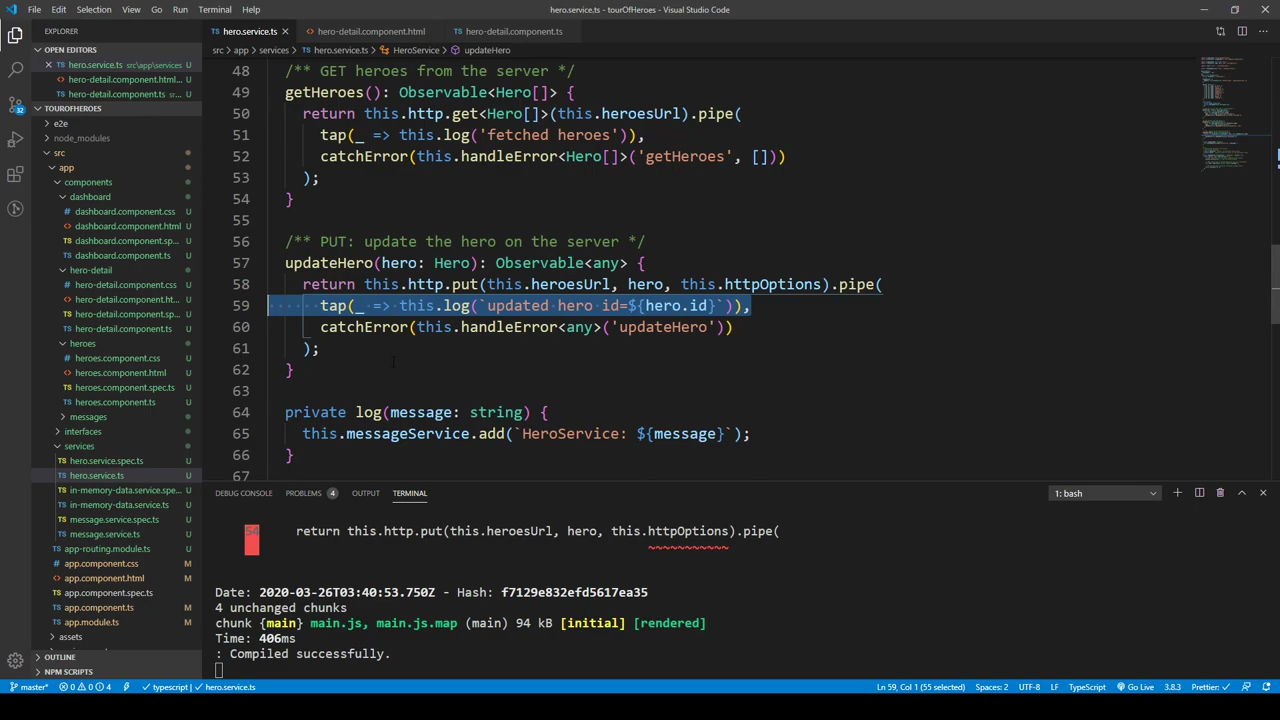 File Edit Selection View Go Run Terminal Help
hero.service.ts - tourOfHeroes - Visual Studio Code
EXPLORER
OPEN EDITORS
hero.service.ts src\app\services
hero-detail.component.html...
hero-detail.component.ts sr...
TOUROFHEROES
e2e
node_modules
src
app
components
dashboard
dashboard.component.css U
dashboard.component.html U
dashboard.component.sp... U
dashboard.component.ts U
hero-detail
hero-detail.component.css U
hero-detail.component.ht... U
hero-detail.component.sp... U
hero-detail.component.ts U
heroes
heroes.component.css U
heroes.component.html U
heroes.component.spec.ts U
heroes.component.ts U
messages
interfaces
services
hero.service.spec.ts U
hero.service.ts U
in-memory-data.service.spe... U
in-memory-data.service.ts U
message.service.spec.ts U
message.service.ts U
app-routing.module.ts U
app.component.css M
app.component.html M
app.component.spec.ts
app.component.ts M
app.module.ts M
assets
OUTLINE
NPM SCRIPTS
32
hero.service.ts hero-detail.component.html hero-detail.component.ts
src > app > services > hero.service.ts > HeroService > updateHero
48 /** GET heroes from the server */
49 getHeroes(): Observable<Hero[]> {
50 return this.http.get<Hero[]>(this.heroesUrl).pipe(
51 tap(_ => this.log('fetched heroes')),
52 catchError(this.handleError<Hero[]>('getHeroes', []))
53 );
54 }
55
56 /** PUT: update the hero on the server */
57 updateHero(hero: Hero): Observable<any> {
58 return this.http.put(this.heroesUrl, hero, this.httpOptions).pipe(
59 tap(_ => this.log(`updated hero id=${hero.id}`)),
60 catchError(this.handleError<any>('updateHero'))
61 );
62 }
63
64 private log(message: string) {
65 this.messageService.add(`HeroService: ${message}`);
66 }
67
DEBUG CONSOLE PROBLEMS 4 OUTPUT TERMINAL 1: bash
54 return this.http.put(this.heroesUrl, hero, this.httpOptions).pipe(
~~~~~~~~~~~
Date: 2020-03-26T03:40:53.750Z - Hash: f7129e832efd5617ea35
4 unchanged chunks
chunk {main} main.js, main.js.map (main) 94 kB [initial] [rendered]
Time: 406ms
: Compiled successfully.
master* 0 0 4 typescript | hero.service.ts Ln 59, Col 1 (55 selected) Spaces: 2 UTF-8 LF TypeScript Go Live 3.8.3 Prettier: ✓